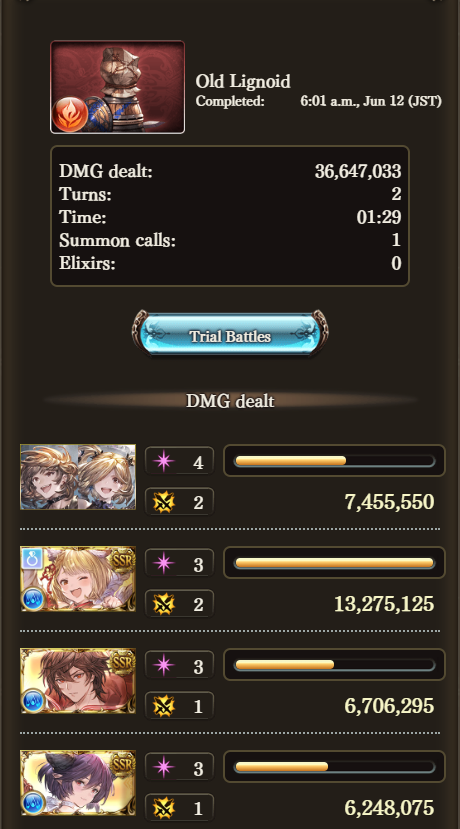 Old Lignoid
Completed: 6:01 a.m., Jun 12 (JST)
DMG dealt: 36,647,033
Turns: 2
Time: 01:29
Summon calls: 1
Elixirs: 0
Trial Battles
DMG dealt
4
2 7,455,550
SSR 3
2 13,275,125
SSR 3
1 6,706,295
SSR 3
1 6,248,075